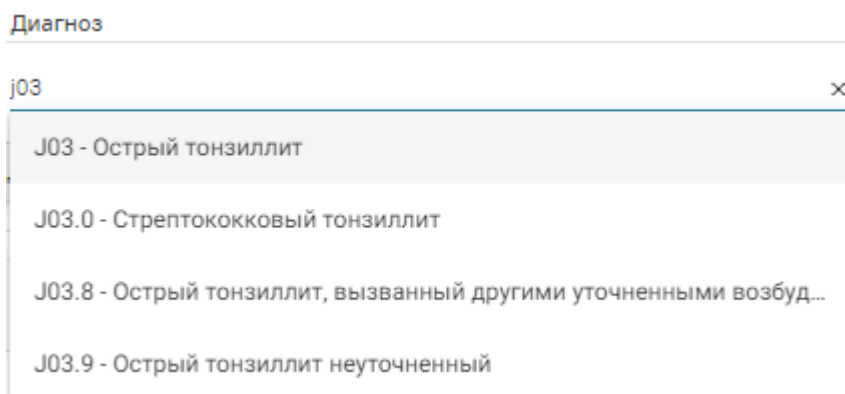 Диагноз
j03
J03 - Острый тонзиллит
J03.0 - Стрептококковый тонзиллит
J03.8 - Острый тонзиллит, вызванный другими уточненными возбуд...
J03.9 - Острый тонзиллит неуточненный